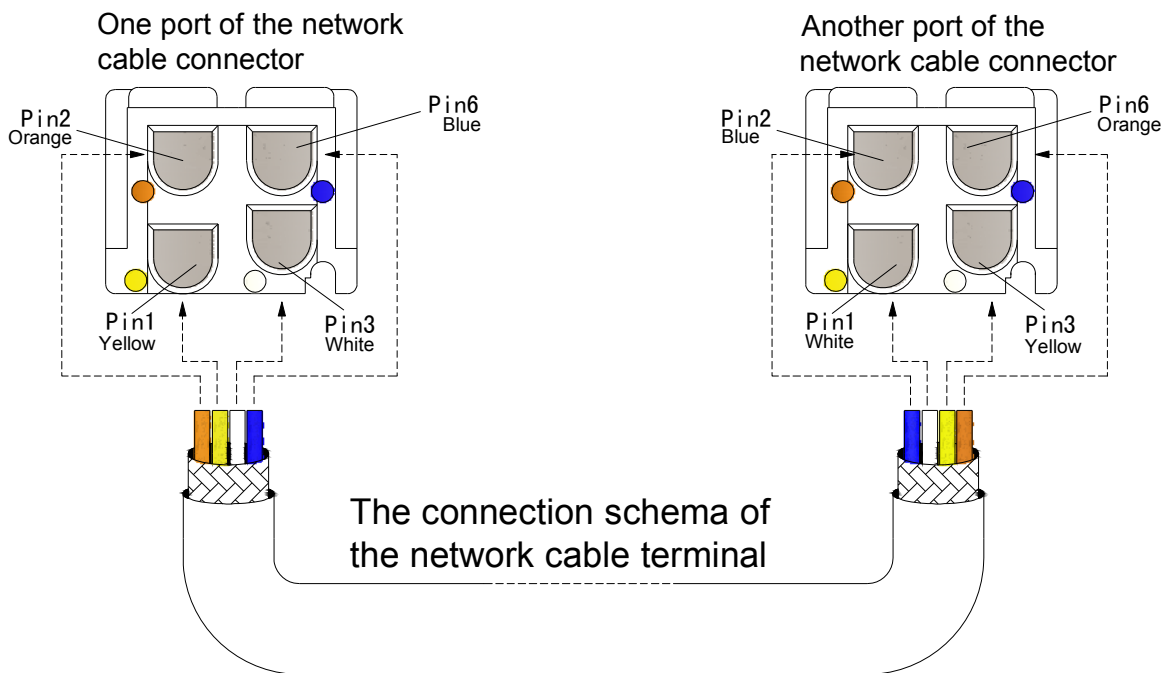 One port of the network
cable connector
Pin2
Orange
Pin6
Blue
Pin1
Yellow
Pin3
White
Another port of the
network cable connector
Pin2
Blue
Pin6
Orange
Pin1
White
Pin3
Yellow
The connection schema of
the network cable terminal